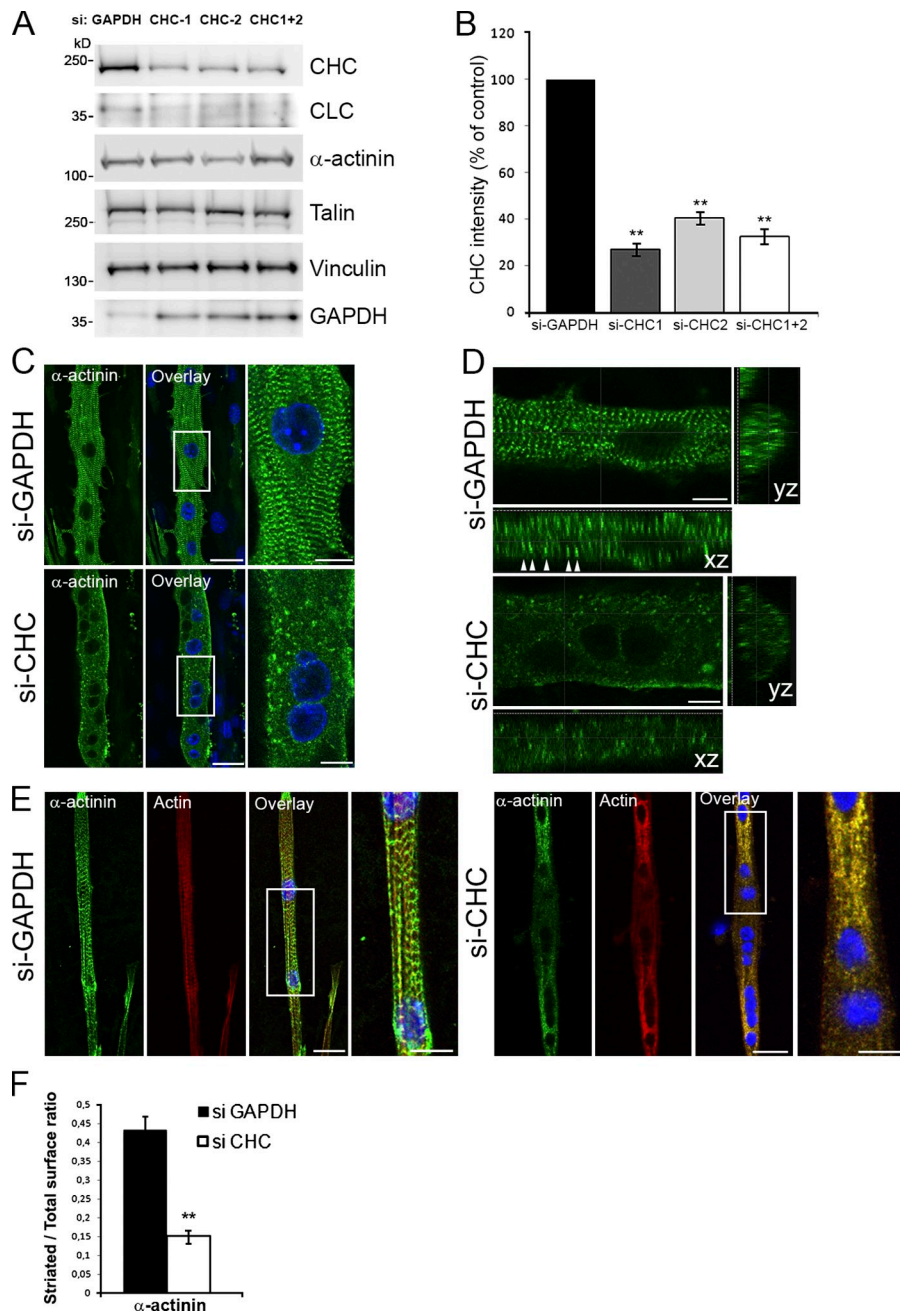 A
si: GAPDH CHC-1 CHC-2 CHC1+2
kD
250-
CHC
35-
CLC
100-
α-actinin
250-
Talin
130-
Vinculin
35-
GAPDH
B
CHC intensity (% of control)
120
100
80
60
40
20
0
** ** **
si-GAPDH si-CHC1 si-CHC2 si-CHC1+2
C
si-GAPDH
α-actinin Overlay
si-CHC
α-actinin Overlay
D
si-GAPDH
yz
xz
si-CHC
yz
xz
E
si-GAPDH
α-actinin Actin Overlay
si-CHC
α-actinin Actin Overlay
F
Striated / Total surface ratio
0,5
0,45
0,4
0,35
0,3
0,25
0,2
0,15
0,1
0,05
0
si GAPDH
si CHC
**
α-actinin